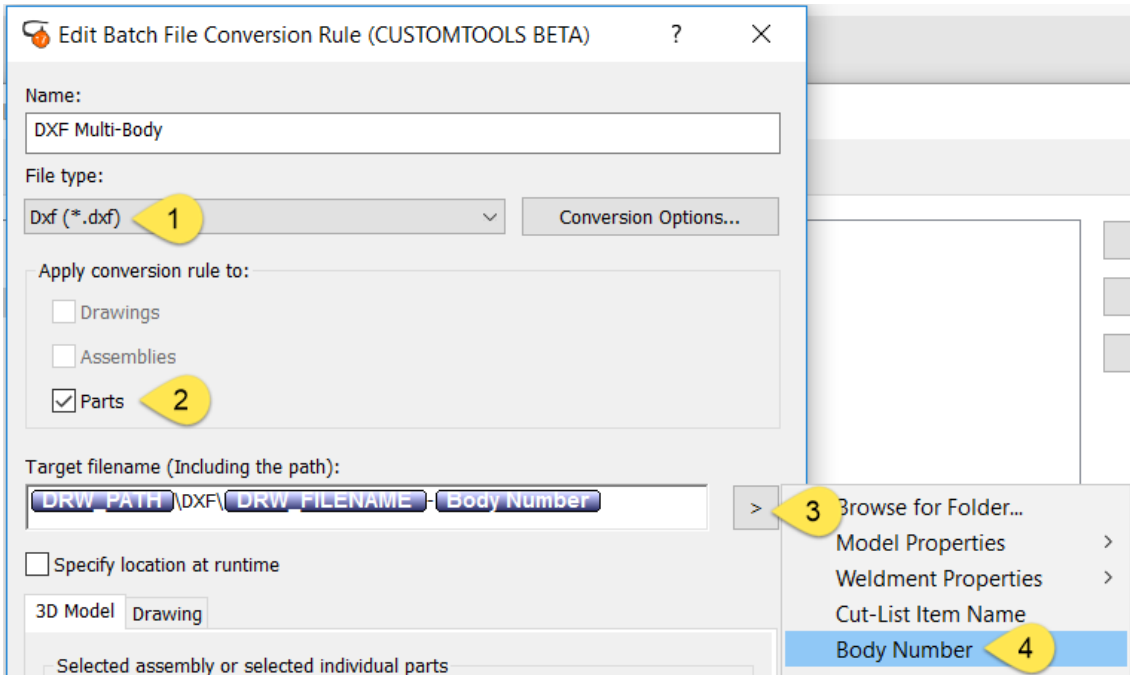 Edit Batch File Conversion Rule (CUSTOMTOOLS BETA) ?
Name:
DXF Multi-Body
File type:
Dxf (*.dxf) 1 Conversion Options...
Apply conversion rule to:
Drawings
Assemblies
Parts 2
Target filename (Including the path):
DRW_PATH\DXF\DRW_FILENAME-Body Number
> 3 Browse for Folder...
Model Properties >
Weldment Properties >
Cut-List Item Name
Body Number 4
Specify location at runtime
3D Model Drawing
Selected assembly or selected individual parts